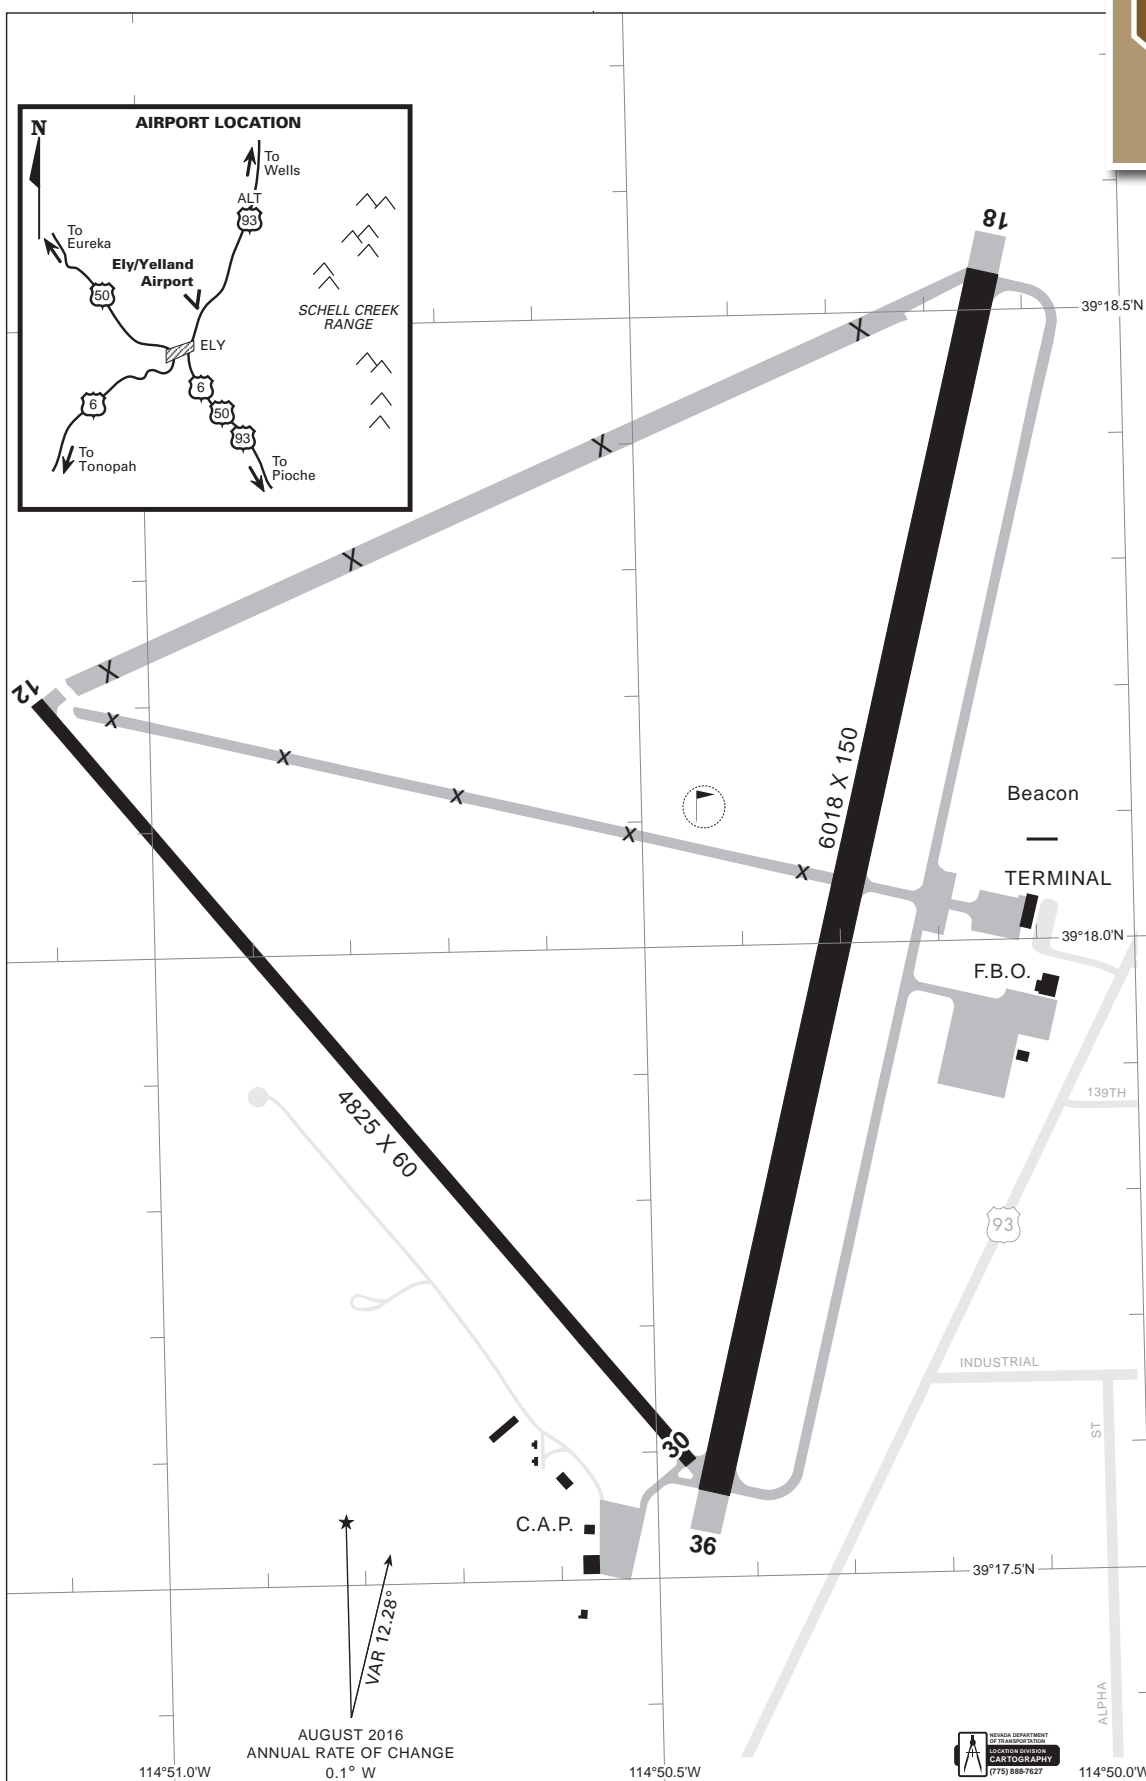 AIRPORT LOCATION
N
To
Wells
ALT
93
To
Eureka
Ely/Yelland
Airport
50
SCHELL CREEK
RANGE
ELY
6
6
50
93
To
Tonopah
To
Pioche
18
39°18.5'N
X
X
X
X
12
X
X
X
X
X
6018 X 150
Beacon
TERMINAL
39°18.0'N
F.B.O.
139TH
4825 X 60
93
INDUSTRIAL
ST
30
C.A.P.
36
39°17.5'N
VAR 12.28°
ALPHA
AUGUST 2016
ANNUAL RATE OF CHANGE
0.1° W
NEVADA DEPARTMENT
OF TRANSPORTATION
LOCATION DIVISION
CARTOGRAPHY
(775) 888-7627
114°51.0'W
114°50.5'W
114°50.0'W